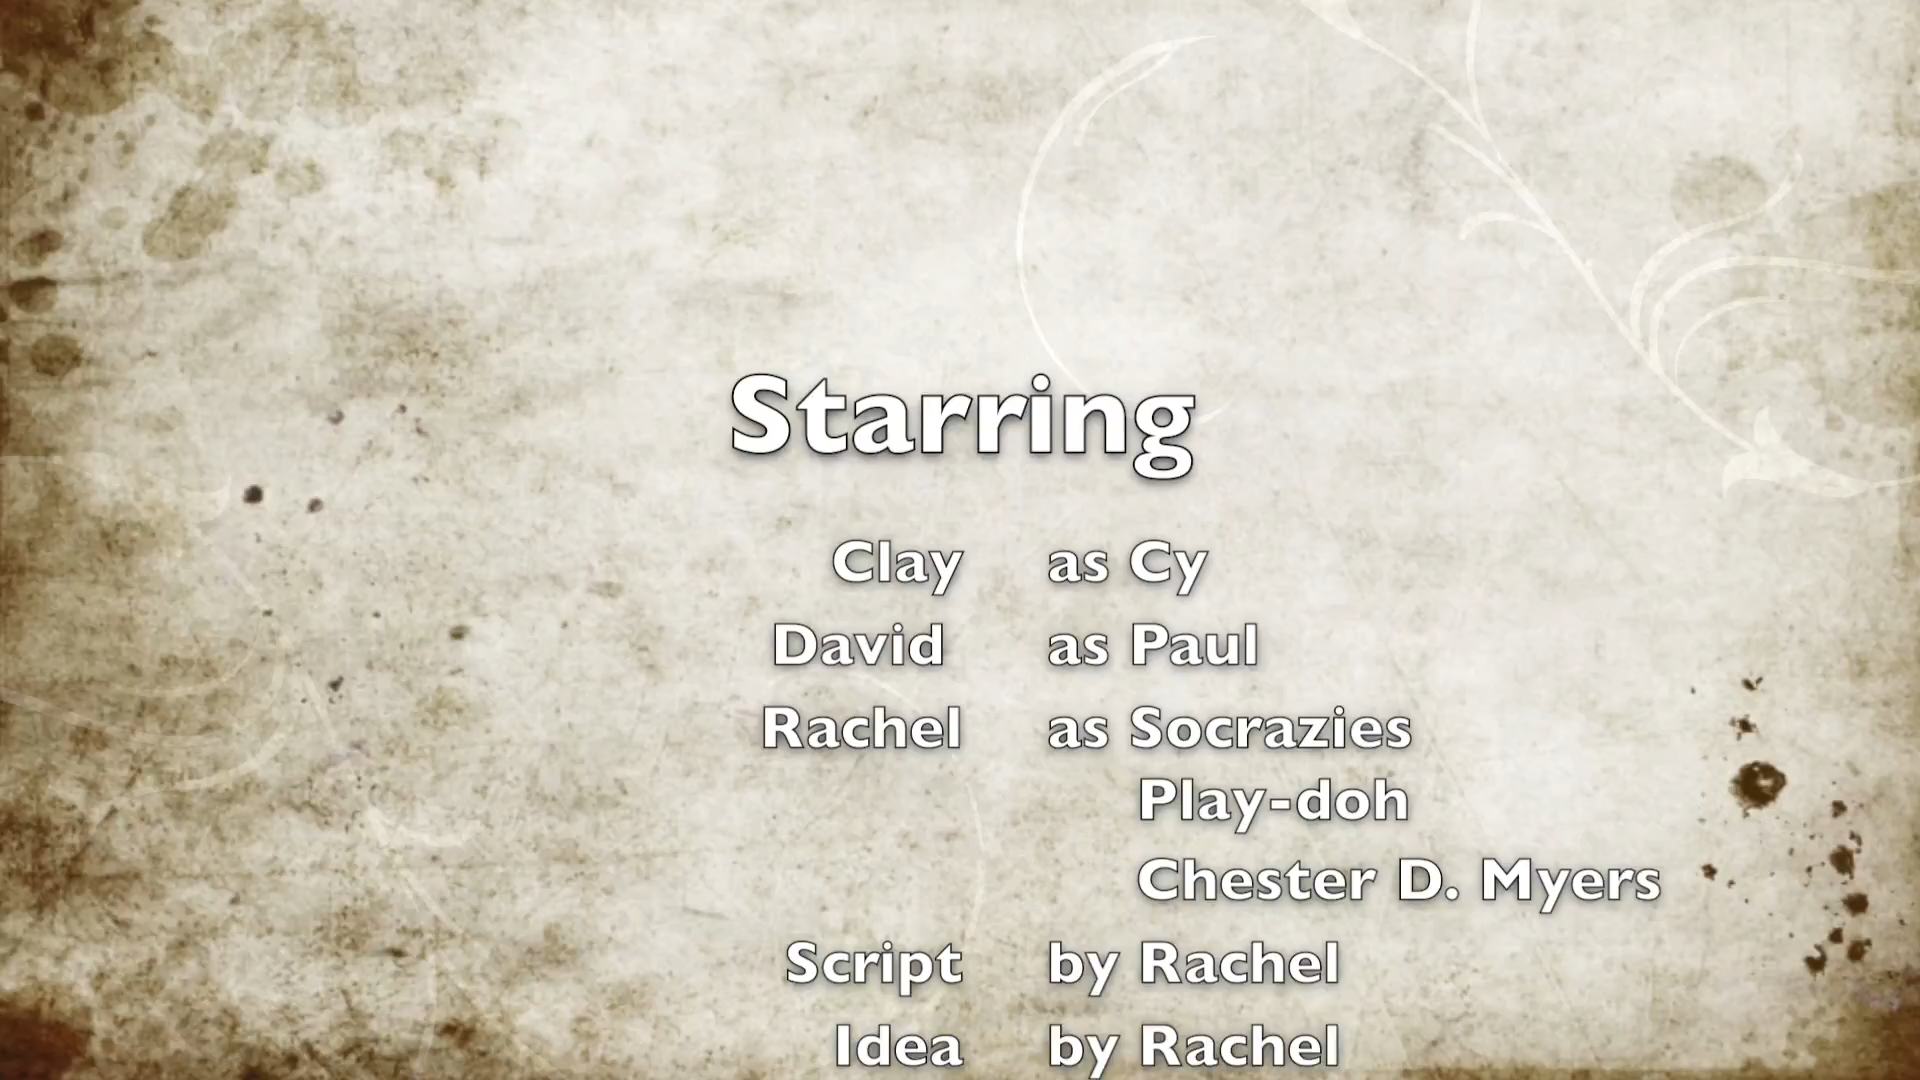 Starring
Clay as Cy
David as Paul
Rachel as Socrazies
Play-doh
Chester D. Myers
Script by Rachel
Idea by Rachel